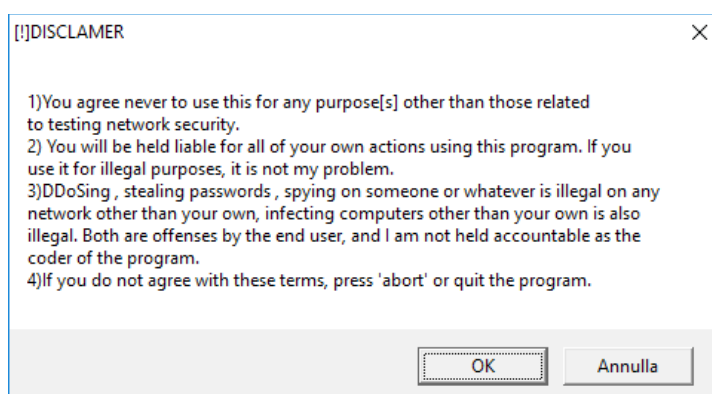 [!]DISCLAMER
1)You agree never to use this for any purpose[s] other than those related
to testing network security.
2) You will be held liable for all of your own actions using this program. If you
use it for illegal purposes, it is not my problem.
3)DDoSing , stealing passwords , spying on someone or whatever is illegal on any
network other than your own, infecting computers other than your own is also
illegal. Both are offenses by the end user, and I am not held accountable as the
coder of the program.
4)If you do not agree with these terms, press 'abort' or quit the program.
OK Annulla